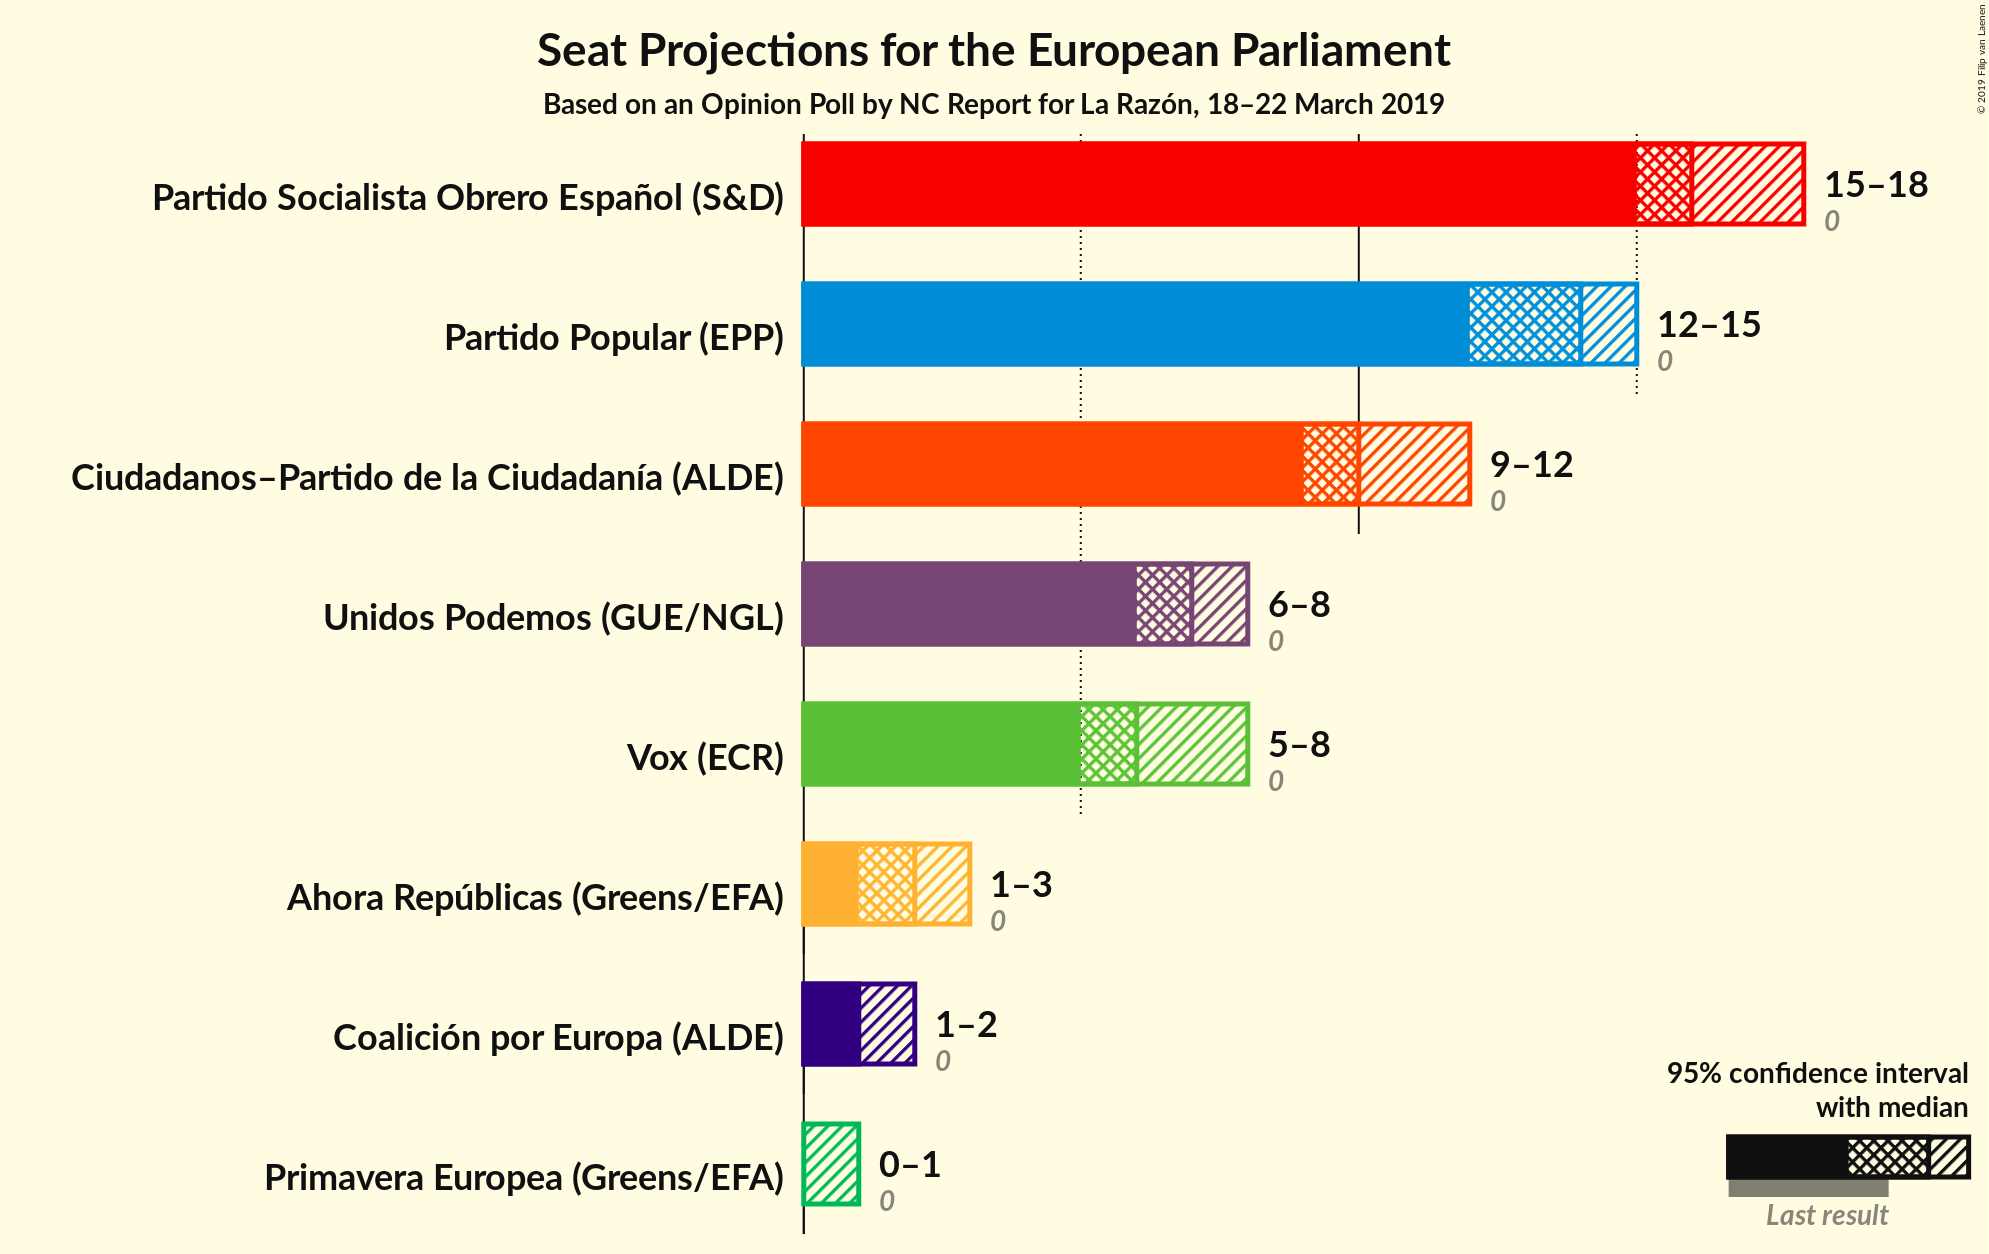 Seat Projections for the European Parliament
Based on an Opinion Poll by NC Report for La Razón, 18–22 March 2019
© 2019 Filip van Laenen
Partido Socialista Obrero Español (S&D)
15–18
0
Partido Popular (EPP)
12–15
0
Ciudadanos–Partido de la Ciudadanía (ALDE)
9–12
0
Unidos Podemos (GUE/NGL)
6–8
0
Vox (ECR)
5–8
0
Ahora Repúblicas (Greens/EFA)
1–3
0
Coalición por Europa (ALDE)
1–2
0
Primavera Europea (Greens/EFA)
0–1
0
95% confidence interval
with median
Last result